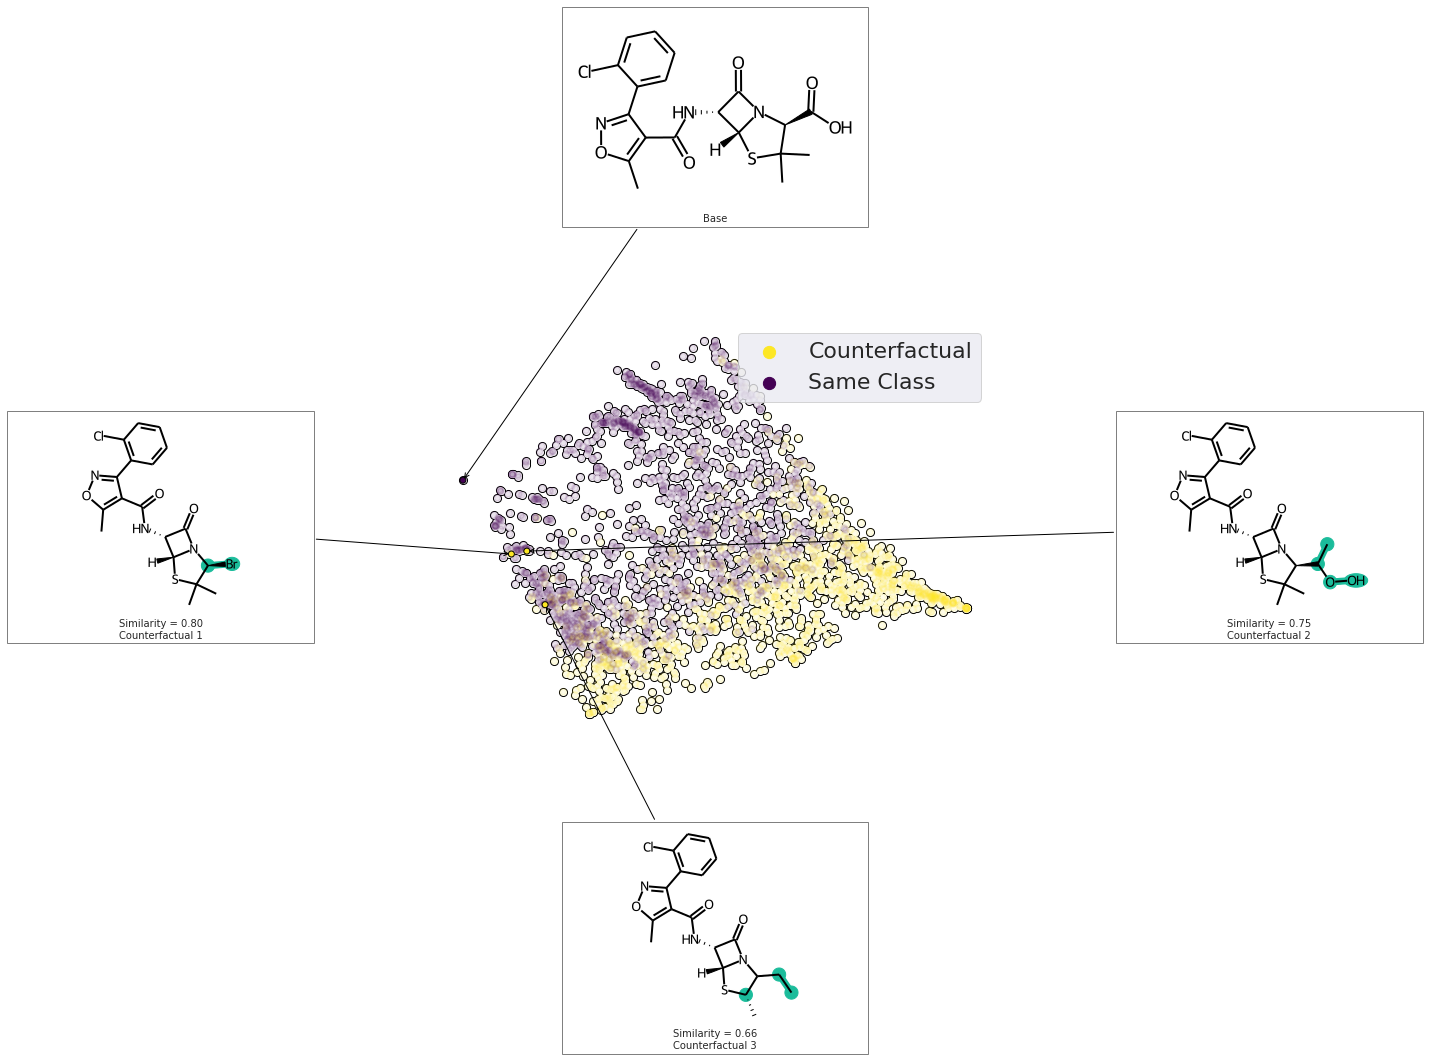 Cl
O
O
HN
N
N
OH
O
H
O
S
Base
Counterfactual
Same Class
Cl
N
O
O
O
HN
N
H
Br
S
Similarity = 0.80
Counterfactual 1
Cl
N
O
O
O
HN
N
H
S
O
OH
Similarity = 0.75
Counterfactual 2
Cl
N
O
O
O
HN
N
H
S
Similarity = 0.66
Counterfactual 3